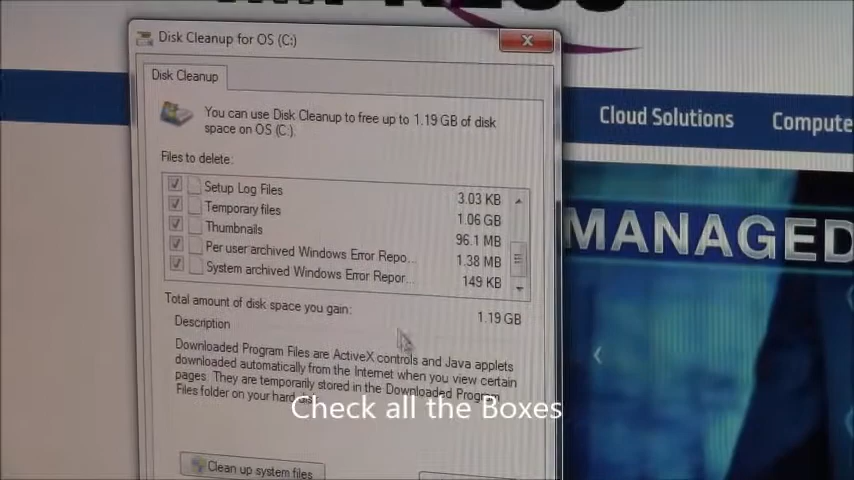 Disk Cleanup for OS (C:)
Disk Cleanup
You can use Disk Cleanup to free up to 1.19 GB of disk
space on OS (C:).
Files to delete:
Setup Log Files 3.03 KB
Temporary files 1.06 GB
Thumbnails 96.1 MB
Per user archived Windows Error Repo... 1.38 MB
System archived Windows Error Repor... 149 KB
Total amount of disk space you gain: 1.19 GB
Description
Downloaded Program Files are ActiveX controls and Java applets
downloaded automatically from the Internet when you view certain
pages. They are temporarily stored in the Downloaded Program
Files folder on your hard
Check all the Boxes
Clean up system files
Cloud Solutions
MANAGED